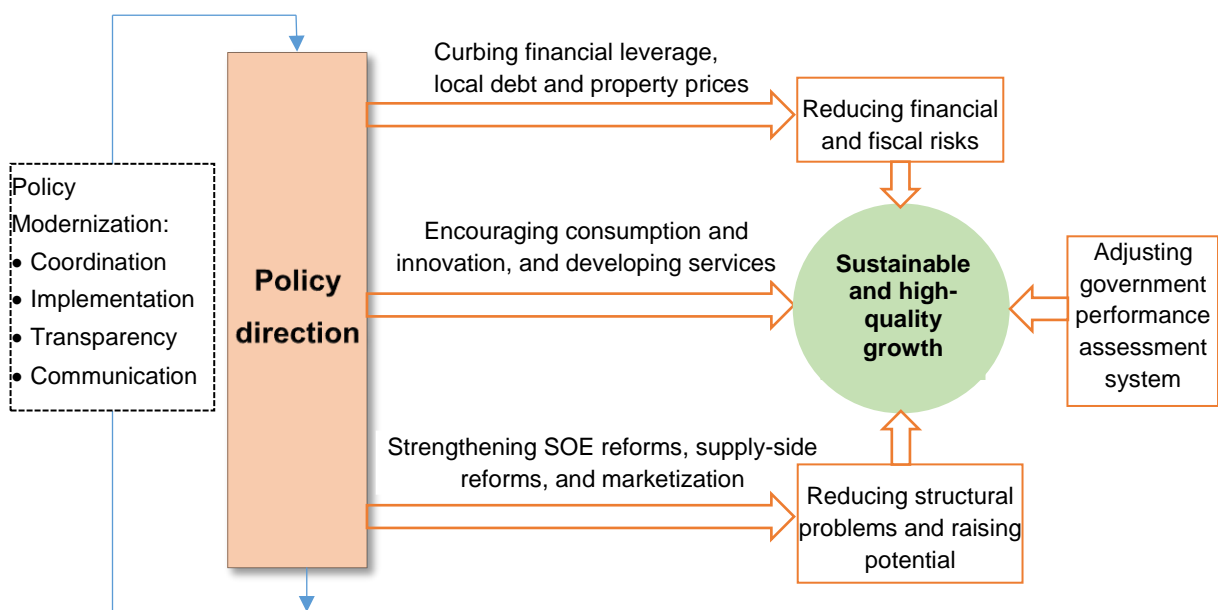 Curbing financial leverage,
local debt and property prices
Reducing financial
and fiscal risks
Policy
Modernization:
• Coordination
• Implementation
• Transparency
• Communication
Policy
direction
Encouraging consumption and
innovation, and developing services
Sustainable
and high-
quality
growth
Adjusting
government
performance
assessment
system
Strengthening SOE reforms, supply-side
reforms, and marketization
Reducing structural
problems and raising
potential